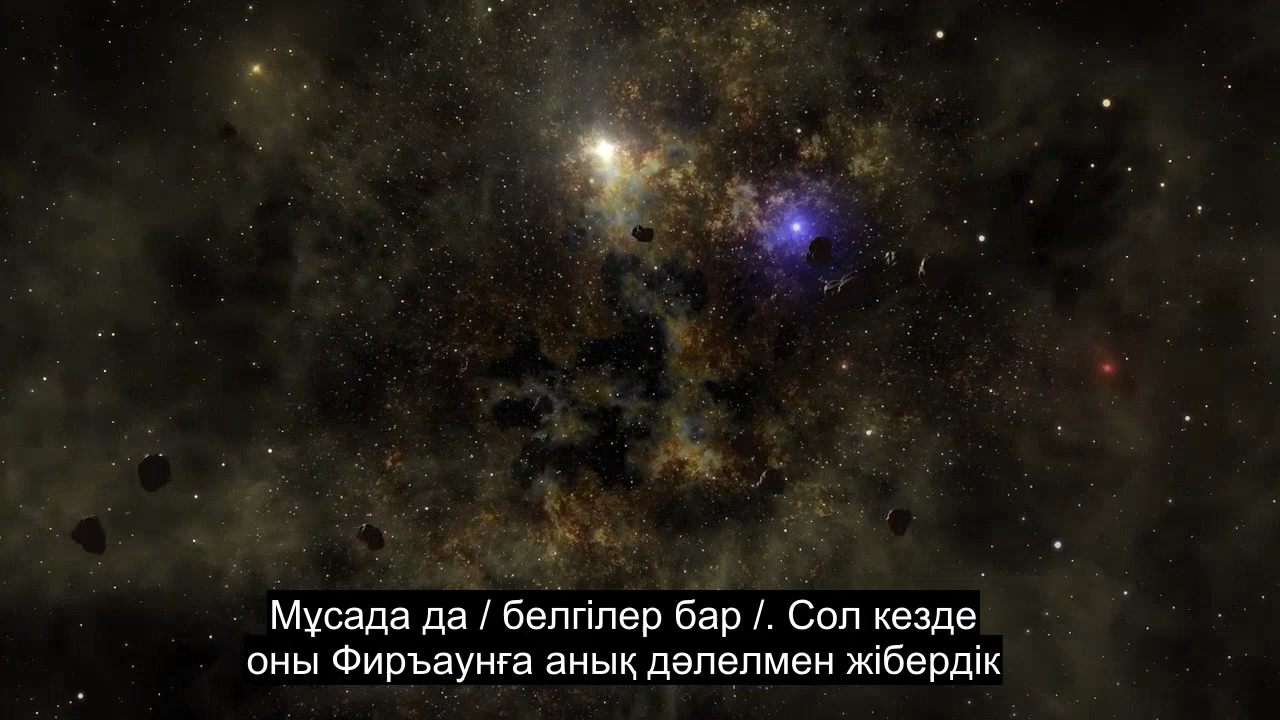 Мұсада да / белгілер бар /. Сол кезде
оны Фиръаунға анық дәлелмен жібердік